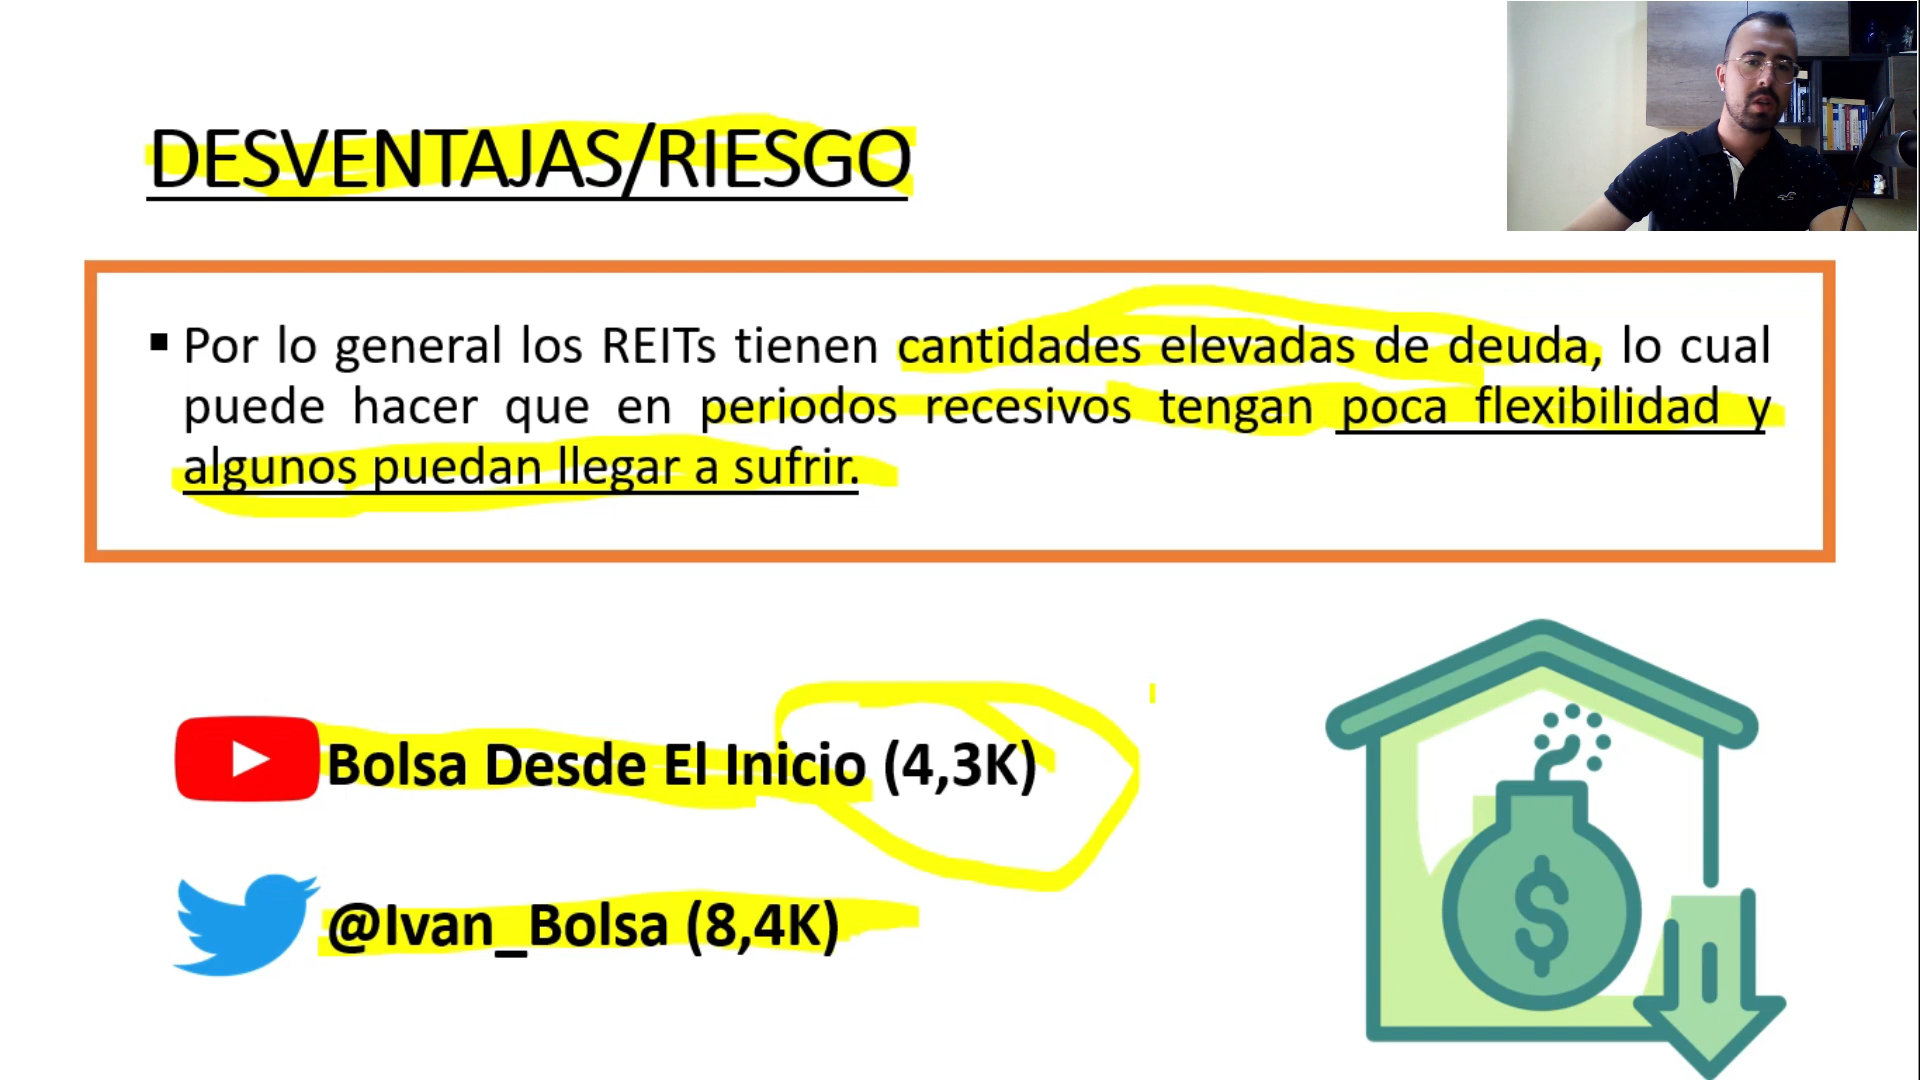 DESVENTAJAS/RIESGO
▪ Por lo general los REITs tienen cantidades elevadas de deuda, lo cual
puede hacer que en periodos recesivos tengan poca flexibilidad y
algunos puedan llegar a sufrir.
Bolsa Desde El Inicio (4,3K)
@Ivan_Bolsa (8,4K)
$